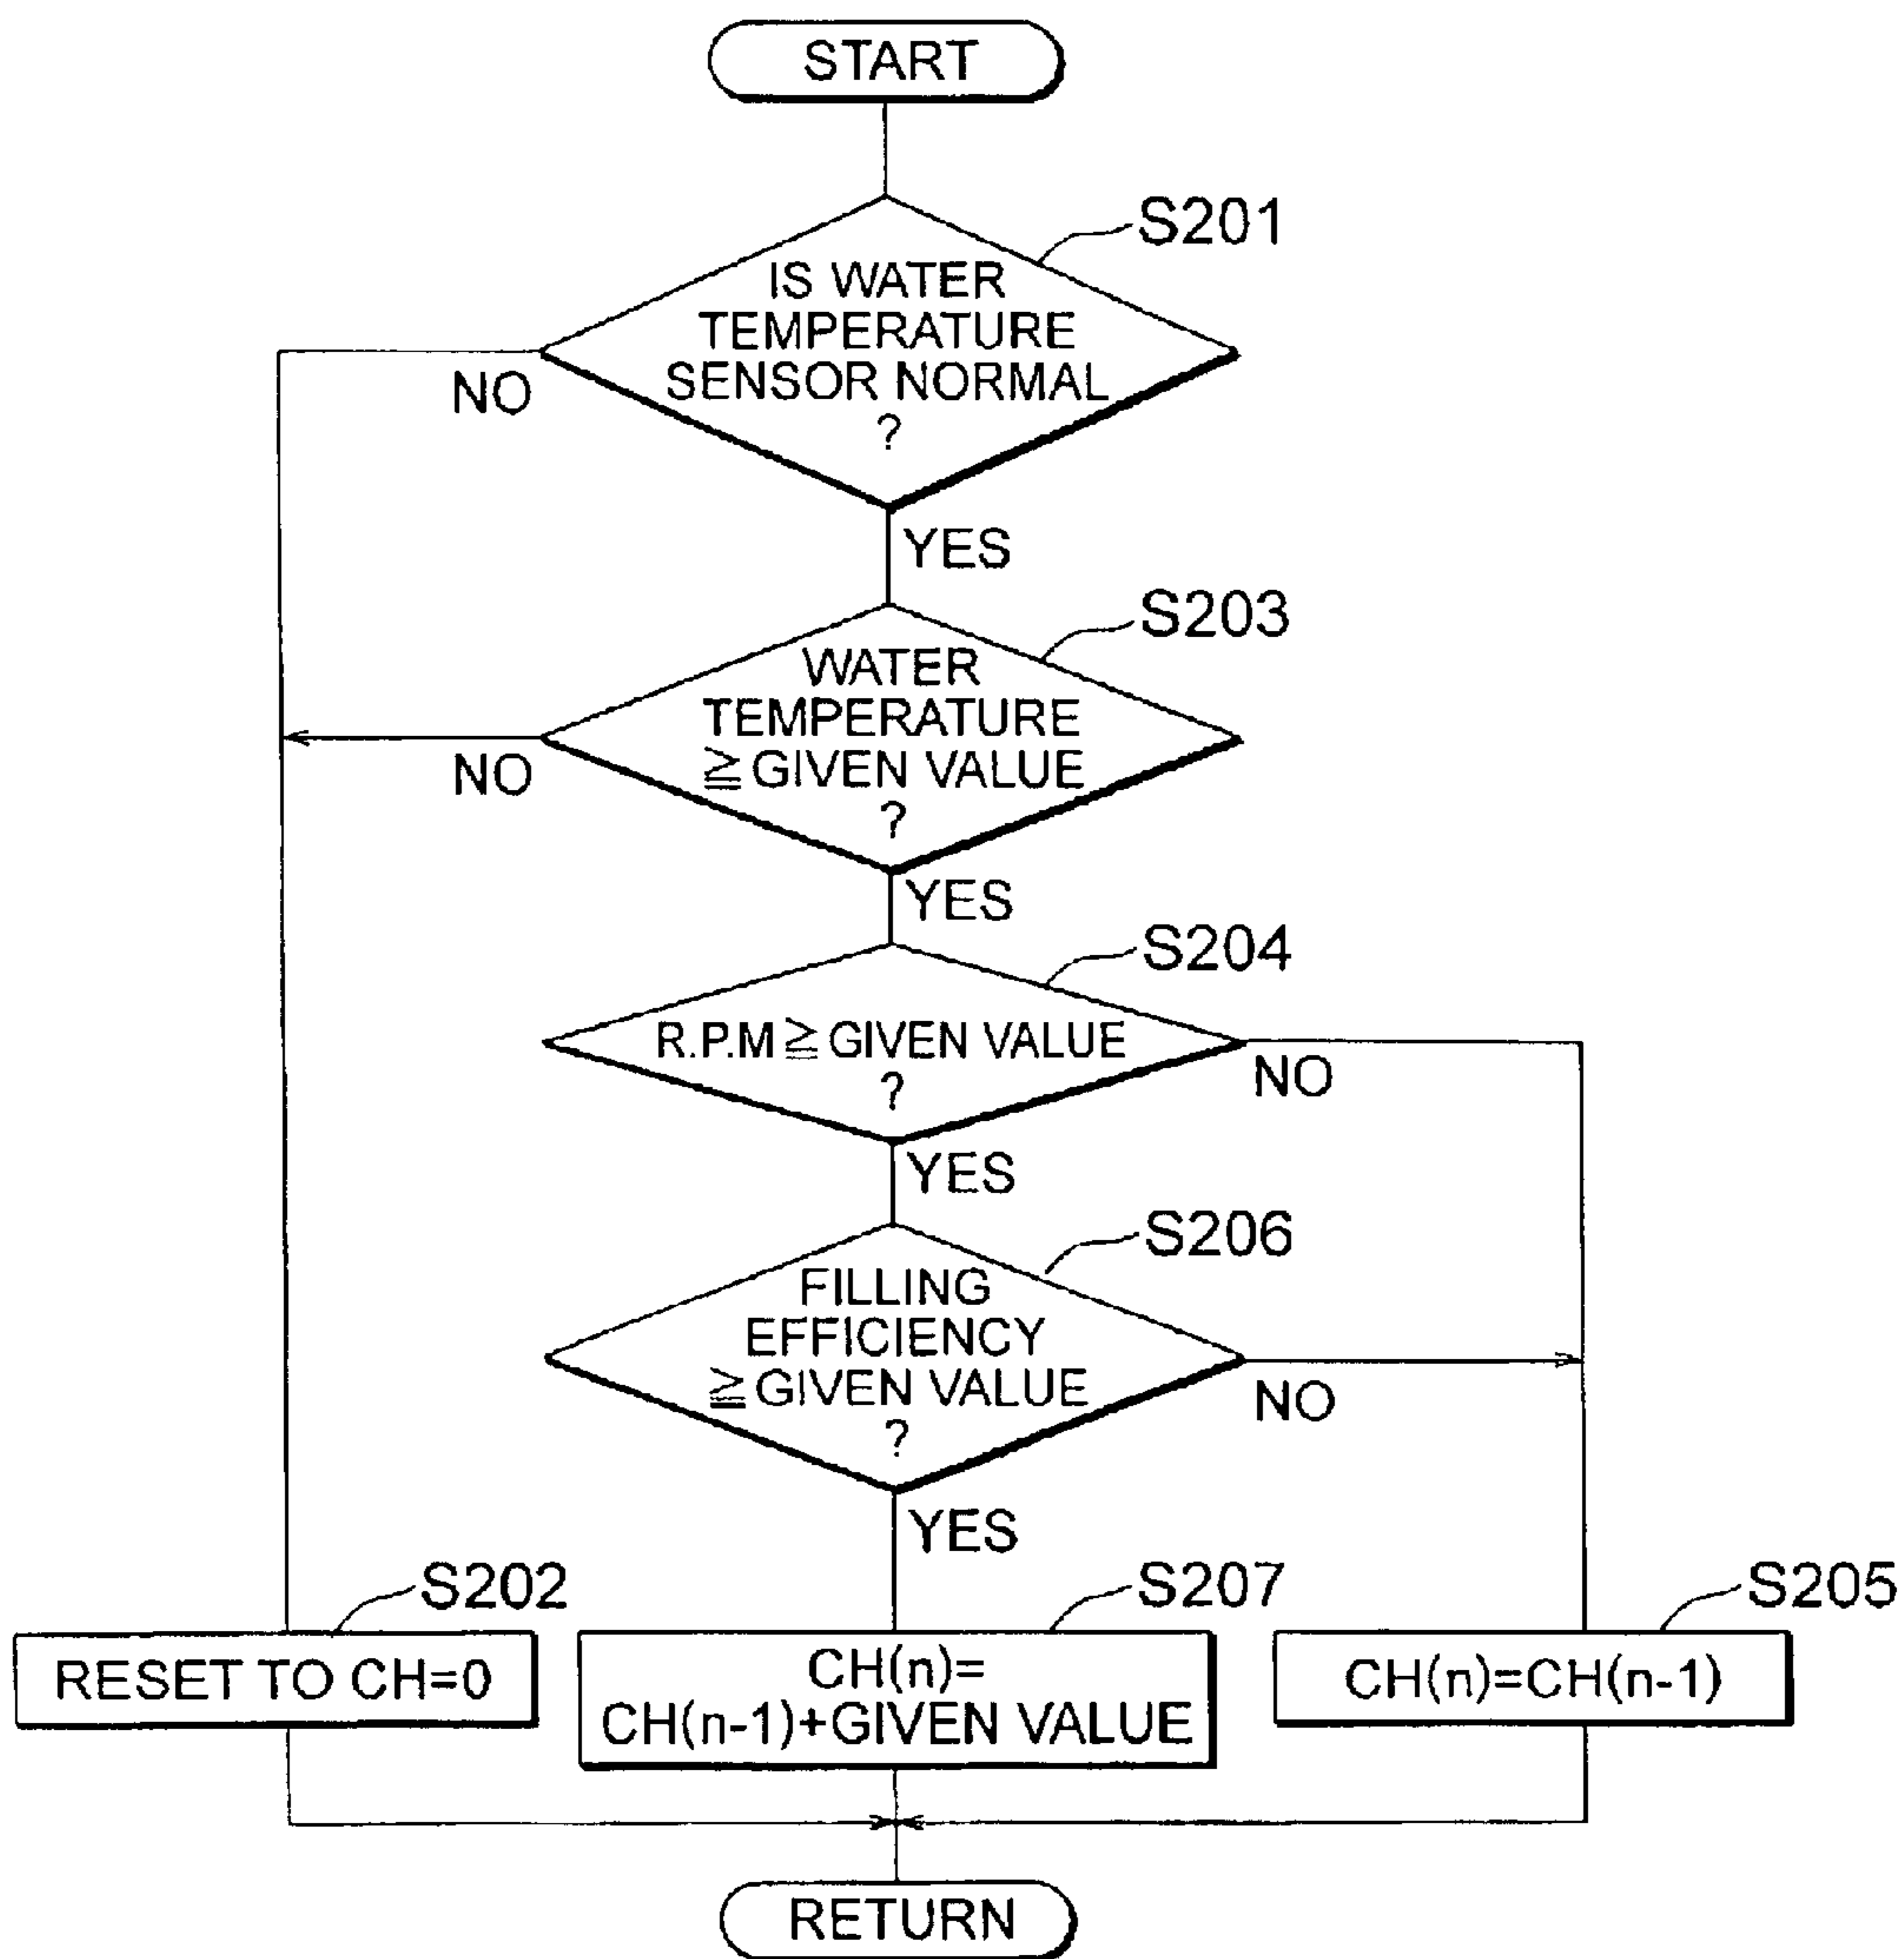 START
S201
IS WATER
TEMPERATURE
SENSOR NORMAL
?
NO
YES
S203
WATER
TEMPERATURE
≧GIVEN VALUE
?
NO
YES
S204
R.P.M≧GIVEN VALUE
?
NO
YES
S206
FILLING
EFFICIENCY
≧GIVEN VALUE
?
NO
YES
S202
RESET TO CH=0
S207
CH(n)=
CH(n-1)+GIVEN VALUE
S205
CH(n)=CH(n-1)
RETURN